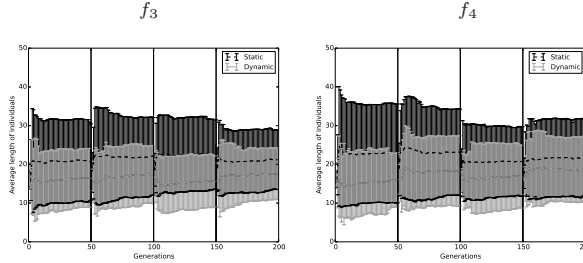 f3 f4
50
40
30
20
10
0
Average length of individuals
Static
Dynamic
0 50 100 150 200
Generations
50
40
30
20
10
0
Average length of individuals
Static
Dynamic
0 50 100 150 200
Generations